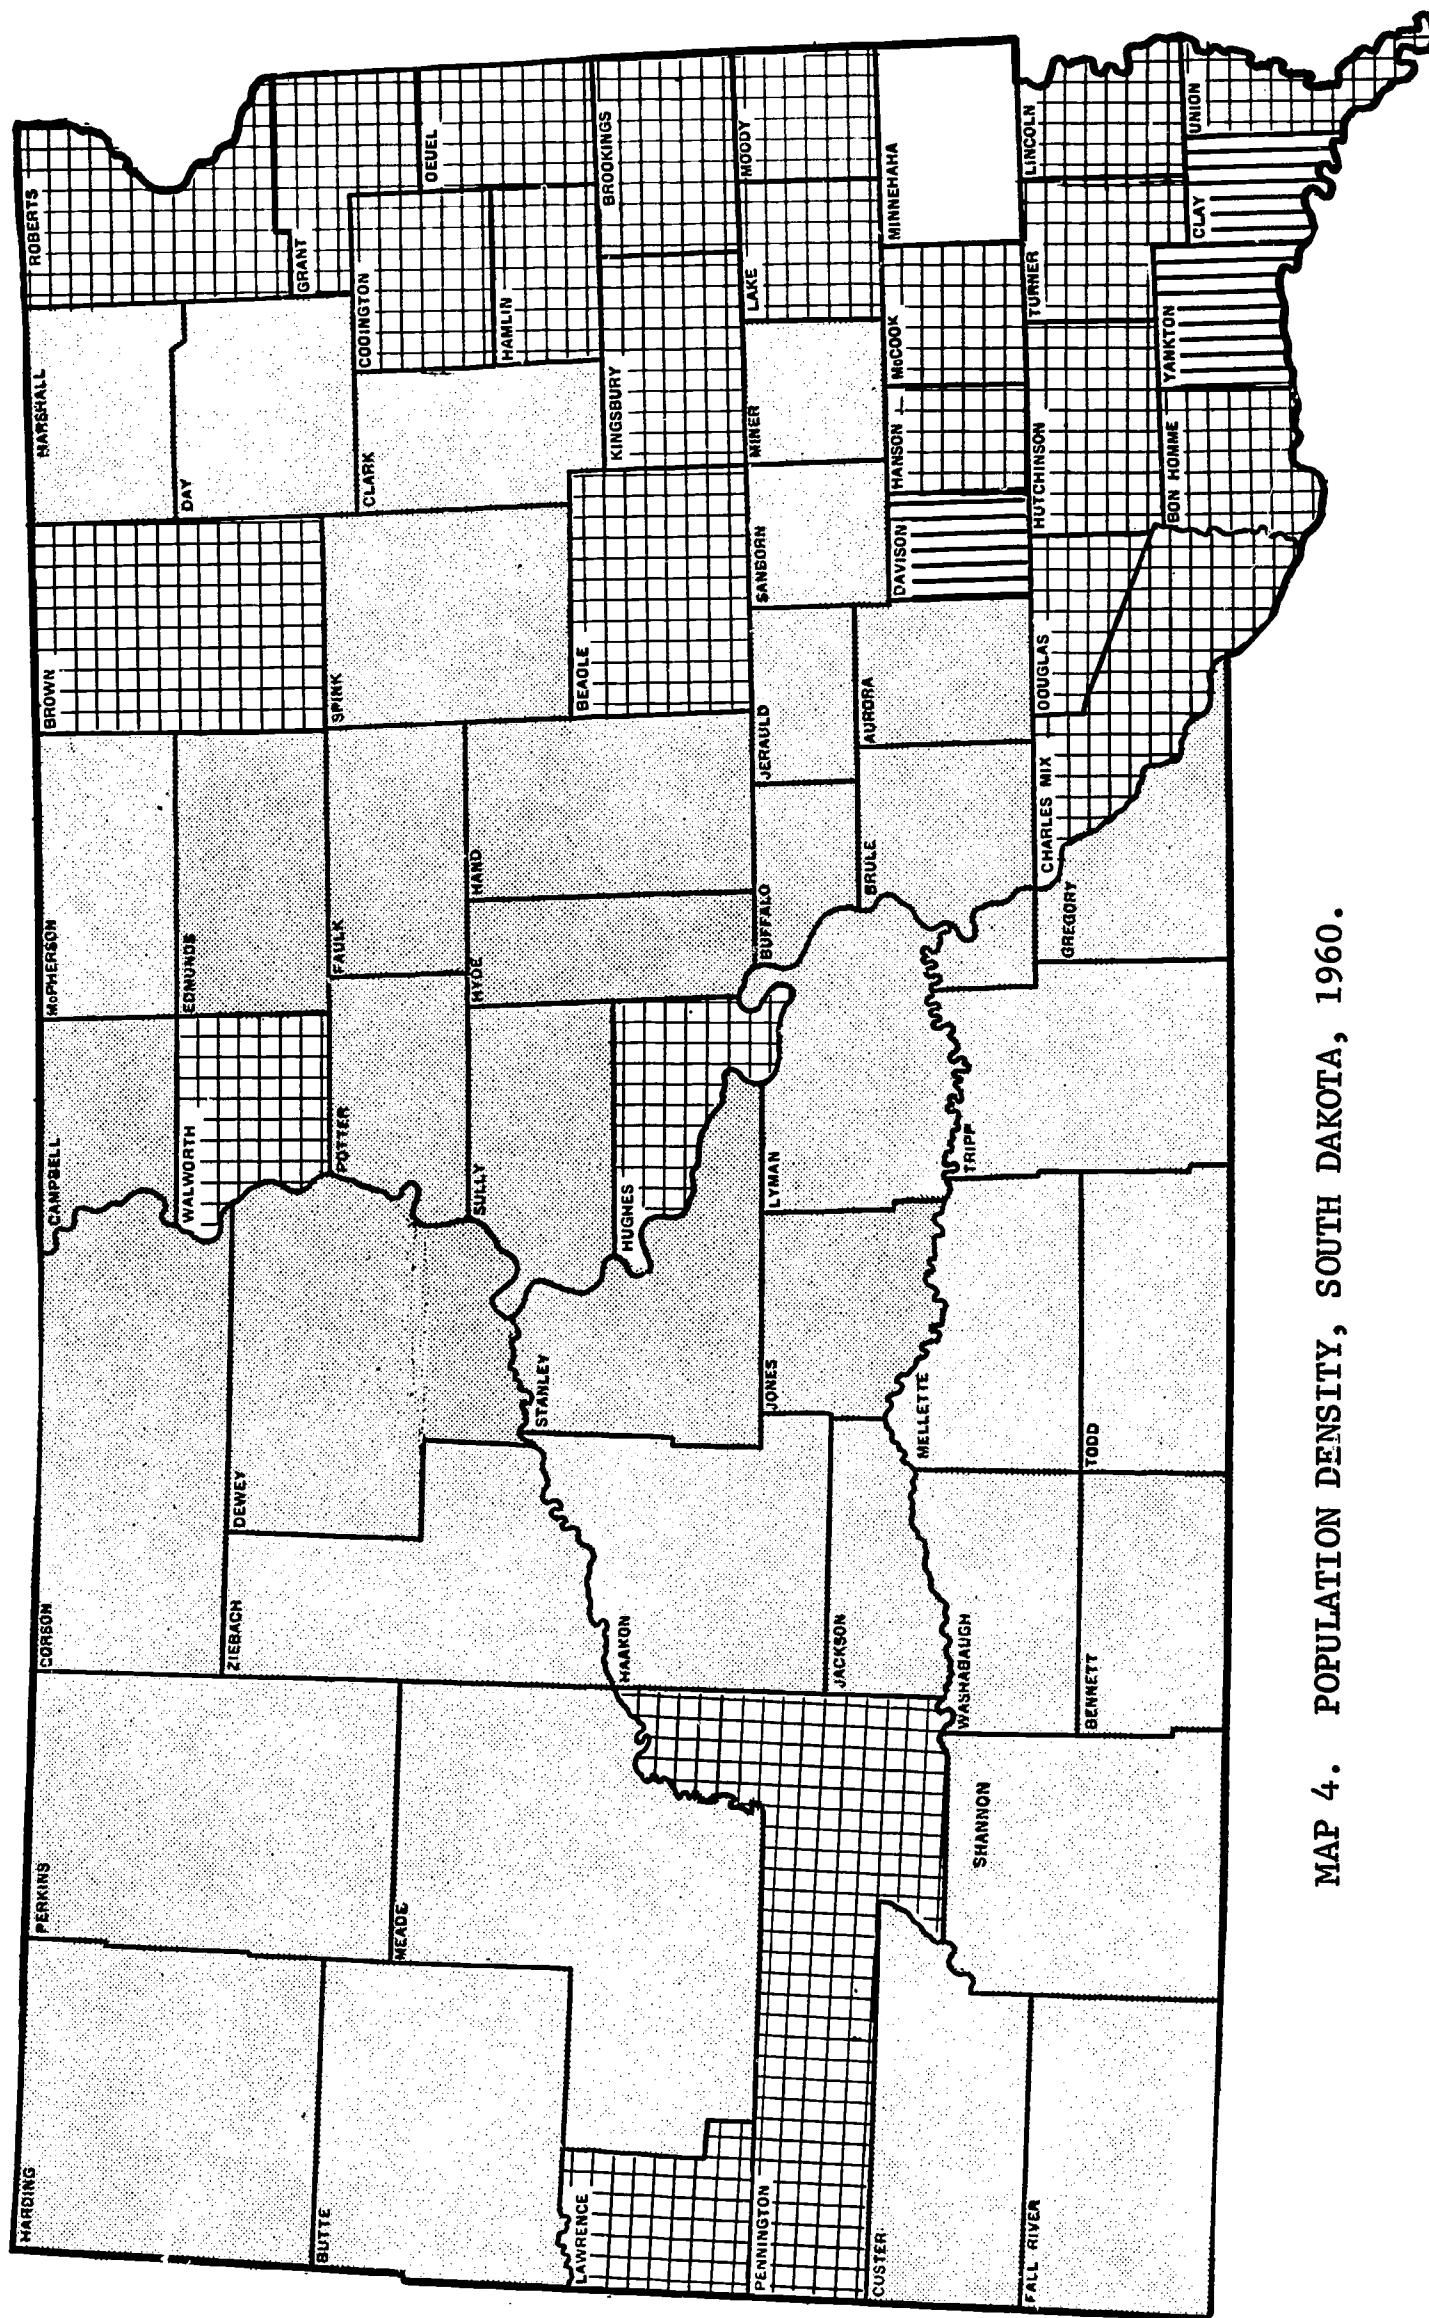 HARDING
PERKINS
CORSON
CAMPBELL
McPHERSON
BROWN
MARSHALL
ROBERTS
WALWORTH
EDMUNDS
DAY
BUTTE
ZIEBACH
DEWEY
POTTER
FAULK
SPINK
GRANT
MEADE
CLARK
CODINGTON
DEUEL
SULLY
HYDE
HAND
HAMLIN
LAWRENCE
HAAKON
STANLEY
HUGHES
BEADLE
KINGSBURY
BROOKINGS
PENNINGTON
JONES
LYMAN
BUFFALO
JERAULD
SANBORN
MINER
LAKE
MOODY
CUSTER
JACKSON
BRULE
AURORA
DAVISON
HANSON
McCOOK
MINNEHAHA
SHANNON
WASHABAUGH
MELLETTE
TRIPP
FALL RIVER
BENNETT
TODD
GREGORY
CHARLES MIX
DOUGLAS
HUTCHINSON
TURNER
LINCOLN
BON HOMME
YANKTON
CLAY
UNION
MAP 4. POPULATION DENSITY, SOUTH DAKOTA, 1960.